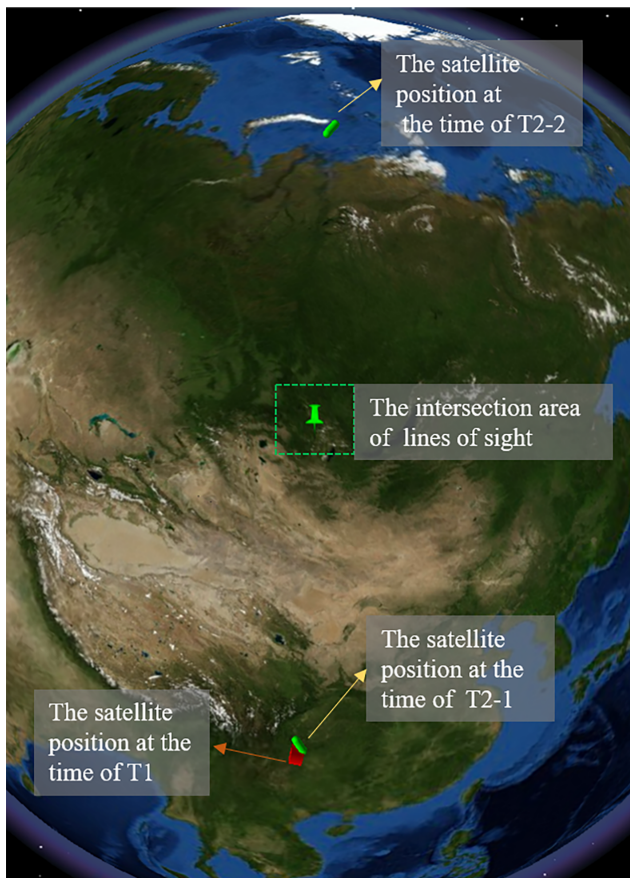 The satellite
position at
the time of T2-2
The intersection area
of lines of sight
The satellite
position at the
time of T2-1
The satellite
position at the
time of T1